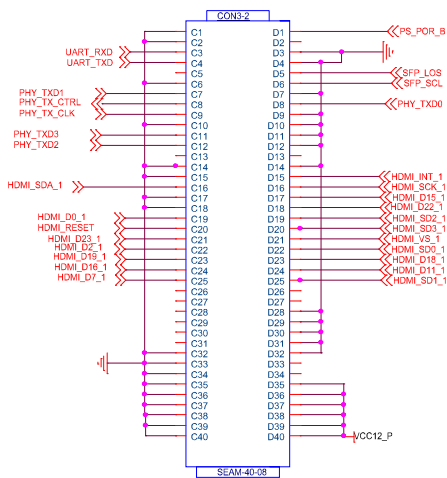 CON3-2
C1 D1 PS_POR_B
C2 D2
UART_RXD C3 D3
UART_TXD C4 D4
C5 D5 SFP_LOS
C6 D6 SFP_SCL
PHY_TXD1 C7 D7
PHY_TX_CTRL C8 D8 PHY_TXD0
PHY_TX_CLK C9 D9
C10 D10
PHY_TXD3 C11 D11
PHY_TXD2 C12 D12
C13 D13
C14 D14
C15 D15 HDMI_INT_1
HDMI_SDA_1 C16 D16 HDMI_SCK_1
C17 D17 HDMI_D15_1
C18 D18 HDMI_D22_1
HDMI_D0_1 C19 D19 HDMI_SD2_1
HDMI_RESET C20 D20 HDMI_SD3_1
HDMI_D23_1 C21 D21 HDMI_VS_1
HDMI_D2_1 C22 D22 HDMI_SD0_1
HDMI_D19_1 C23 D23 HDMI_D18_1
HDMI_D16_1 C24 D24 HDMI_D11_1
HDMI_D7_1 C25 D25 HDMI_SD1_1
C26 D26
C27 D27
C28 D28
C29 D29
C30 D30
C31 D31
C32 D32
C33 D33
C34 D34
C35 D35
C36 D36
C37 D37
C38 D38
C39 D39
C40 D40 VCC12_P
SEAM-40-08